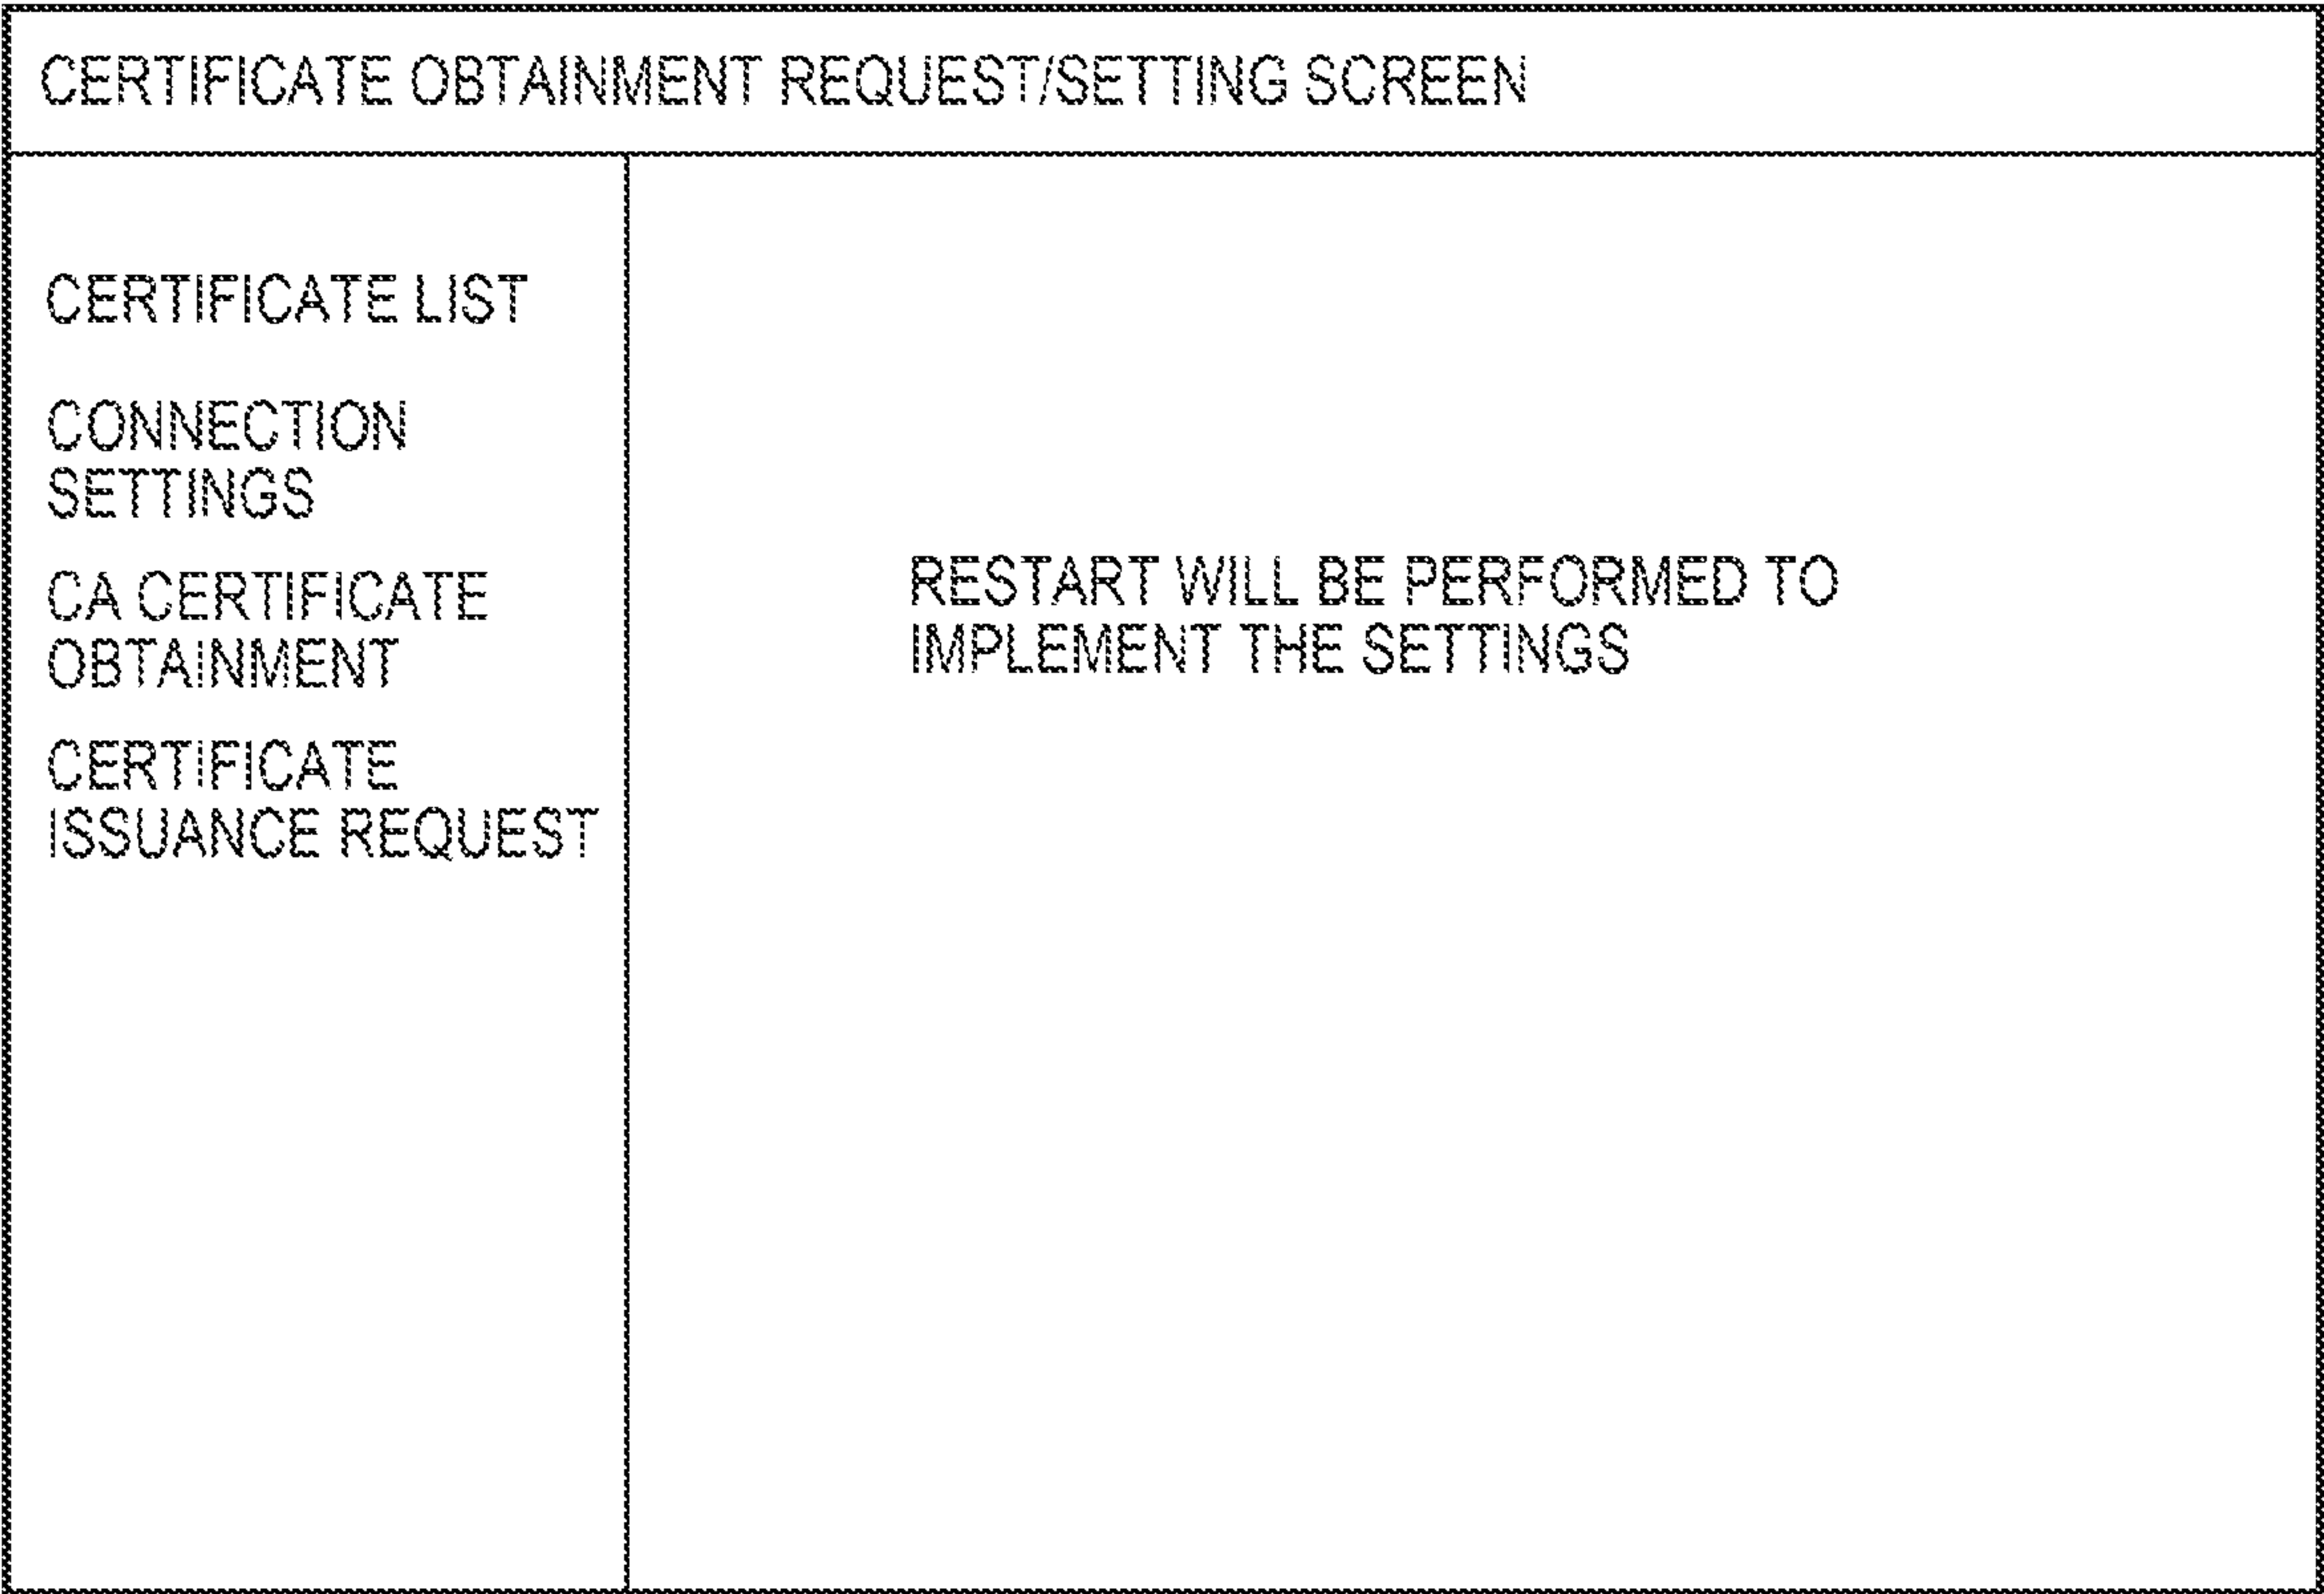 CERTIFICATE OBTAINMENT REQUEST/SETTING SCREEN
CERTIFICATE LIST
CONNECTION
SETTINGS
CA CERTIFICATE
OBTAINMENT
CERTIFICATE
ISSUANCE REQUEST
RESTART WILL BE PERFORMED TO
IMPLEMENT THE SETTINGS